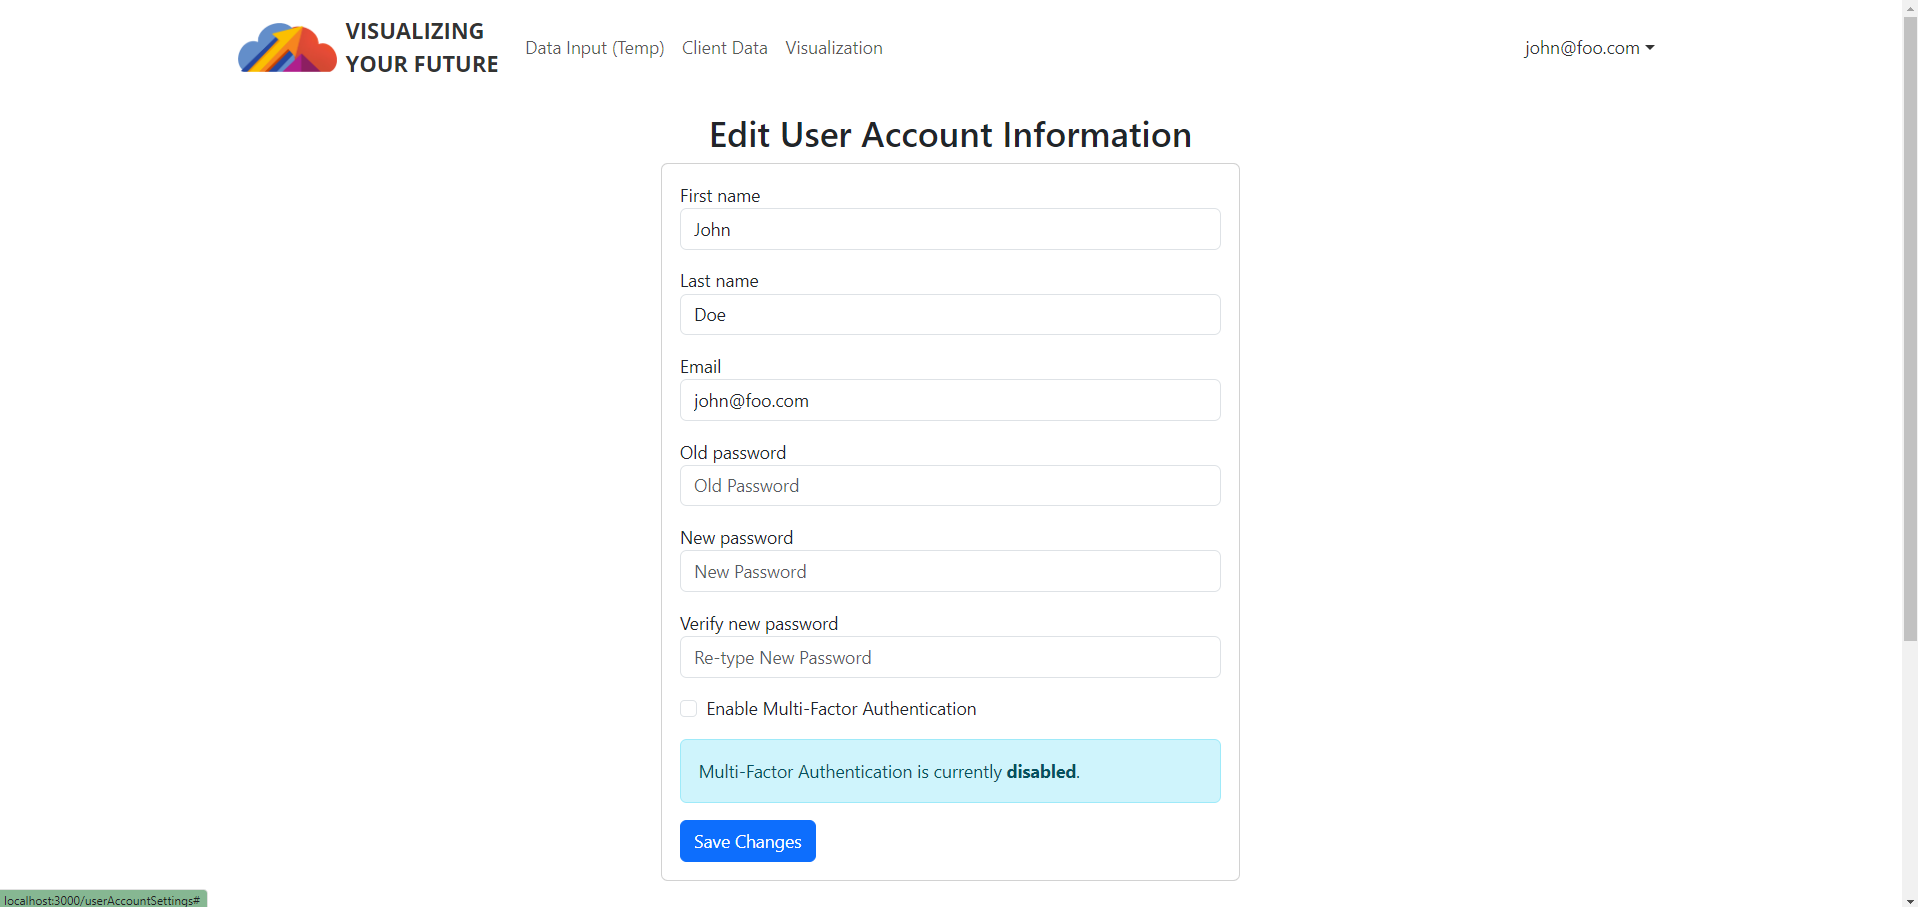 VISUALIZING
YOUR FUTURE
Data Input (Temp) Client Data Visualization
john@foo.com
Edit User Account Information
First name
John
Last name
Doe
Email
john@foo.com
Old password
Old Password
New password
New Password
Verify new password
Re-type New Password
Enable Multi-Factor Authentication
Multi-Factor Authentication is currently disabled.
Save Changes
localhost:3000/userAccountSettings#